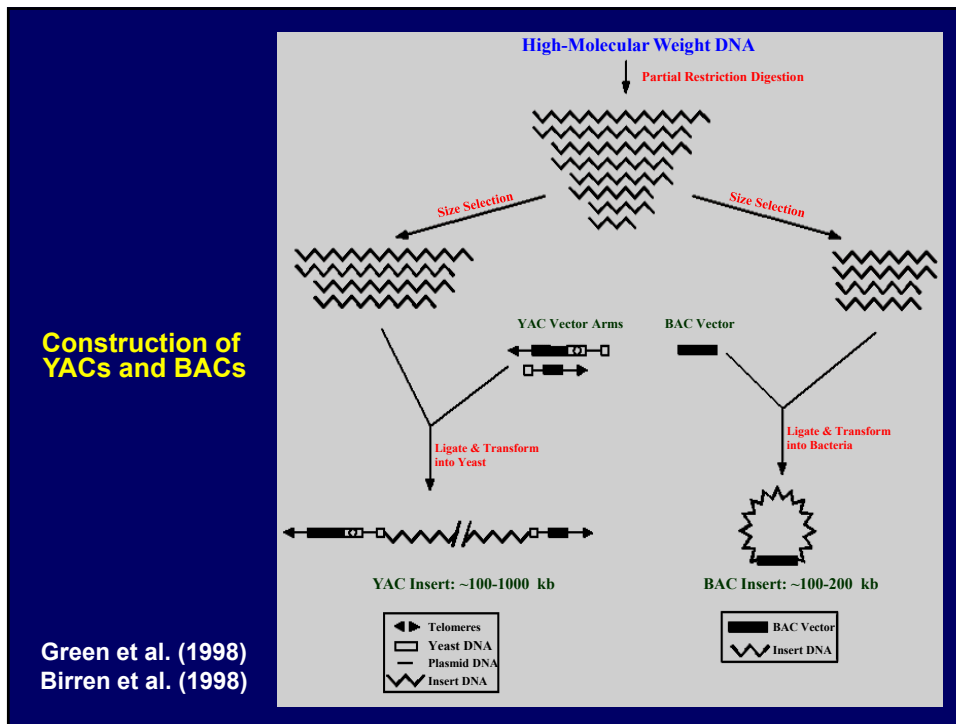 High-Molecular Weight DNA
Partial Restriction Digestion
Size Selection
Size Selection
YAC Vector Arms
BAC Vector
Construction of
YACs and BACs
Ligate & Transform
into Yeast
Ligate & Transform
into Bacteria
YAC Insert: ~100-1000 kb
BAC Insert: ~100-200 kb
Telomeres
Yeast DNA
Plasmid DNA
Insert DNA
BAC Vector
Insert DNA
Green et al. (1998)
Birren et al. (1998)